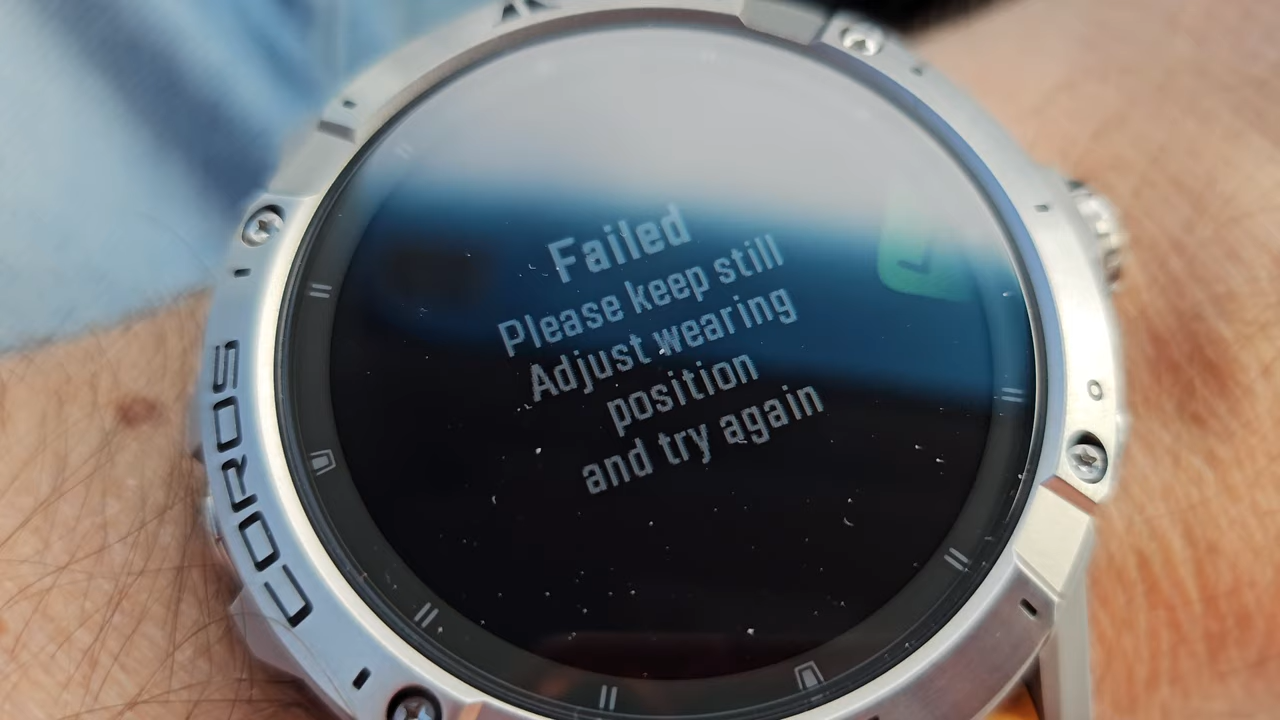 Failed
Please keep still
Adjust wearing
position
and try again
COROS